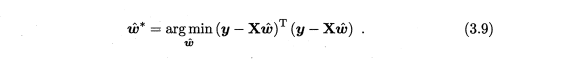 ŵ* = arg min (y − Xŵ)ᵀ (y − Xŵ) . (3.9)
ŵ